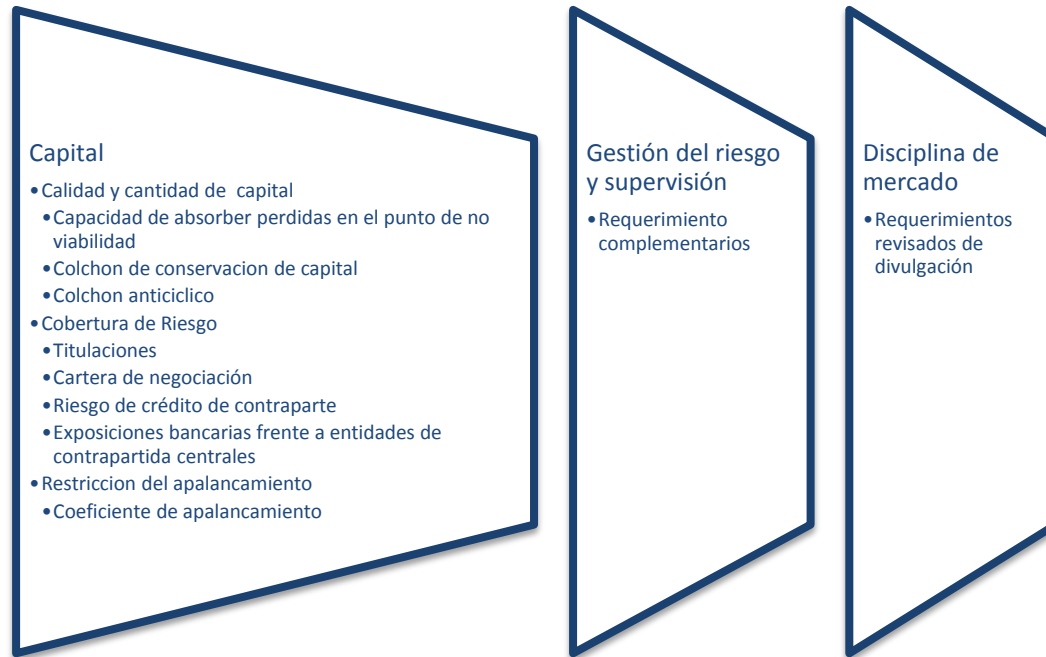 Capital
•Calidad y cantidad de capital
•Capacidad de absorber perdidas en el punto de no
viabilidad
•Colchon de conservacion de capital
•Colchon anticiclico
•Cobertura de Riesgo
•Titulaciones
•Cartera de negociación
•Riesgo de crédito de contraparte
•Exposiciones bancarias frente a entidades de
contrapartida centrales
•Restriccion del apalancamiento
•Coeficiente de apalancamiento
Gestión del riesgo
y supervisión
•Requerimiento
complementarios
Disciplina de
mercado
•Requerimientos
revisados de
divulgación